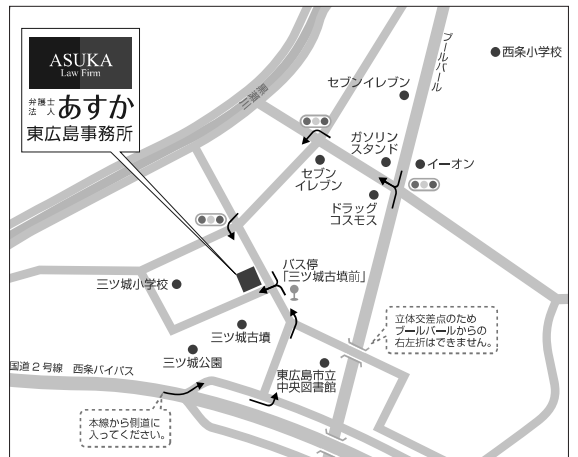 ASUKA
Law Firm
弁護士
法人
あすか
東広島事務所
黒瀬川
ブールバール
西条小学校
セブンイレブン
ガソリン
スタンド
イーオン
セブン
イレブン
ドラッグ
コスモス
バス停
「三ツ城古墳前」
三ツ城小学校
三ツ城古墳
三ツ城公園
立体交差点のため
ブールバールからの
右左折はできません。
東広島市立
中央図書館
国道2号線 西条バイパス
本線から側道に
入ってください。